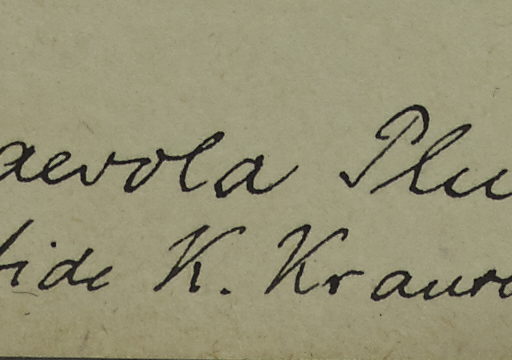 aevola Plu
fide K. Kraus